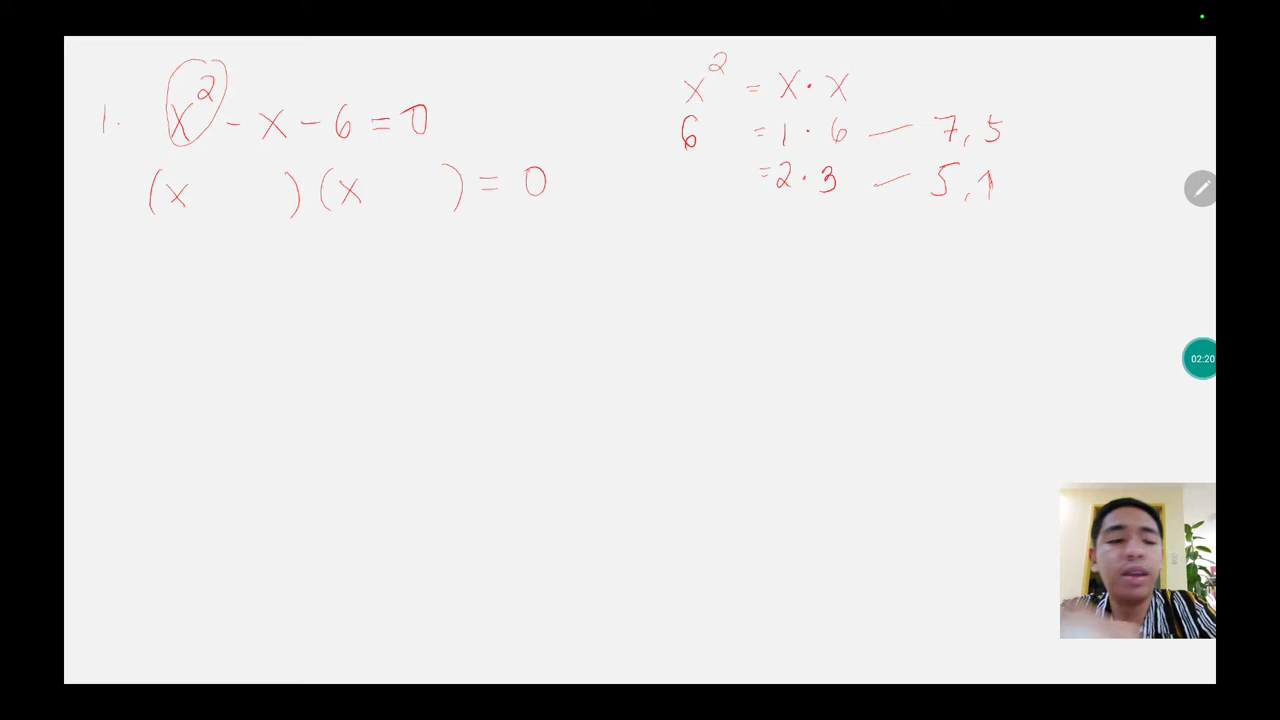 1. x² - x - 6 = 0
(x )(x ) = 0
x² = x · x
6 = 1 · 6 — 7, 5
= 2 · 3 — 5, 1
02:20